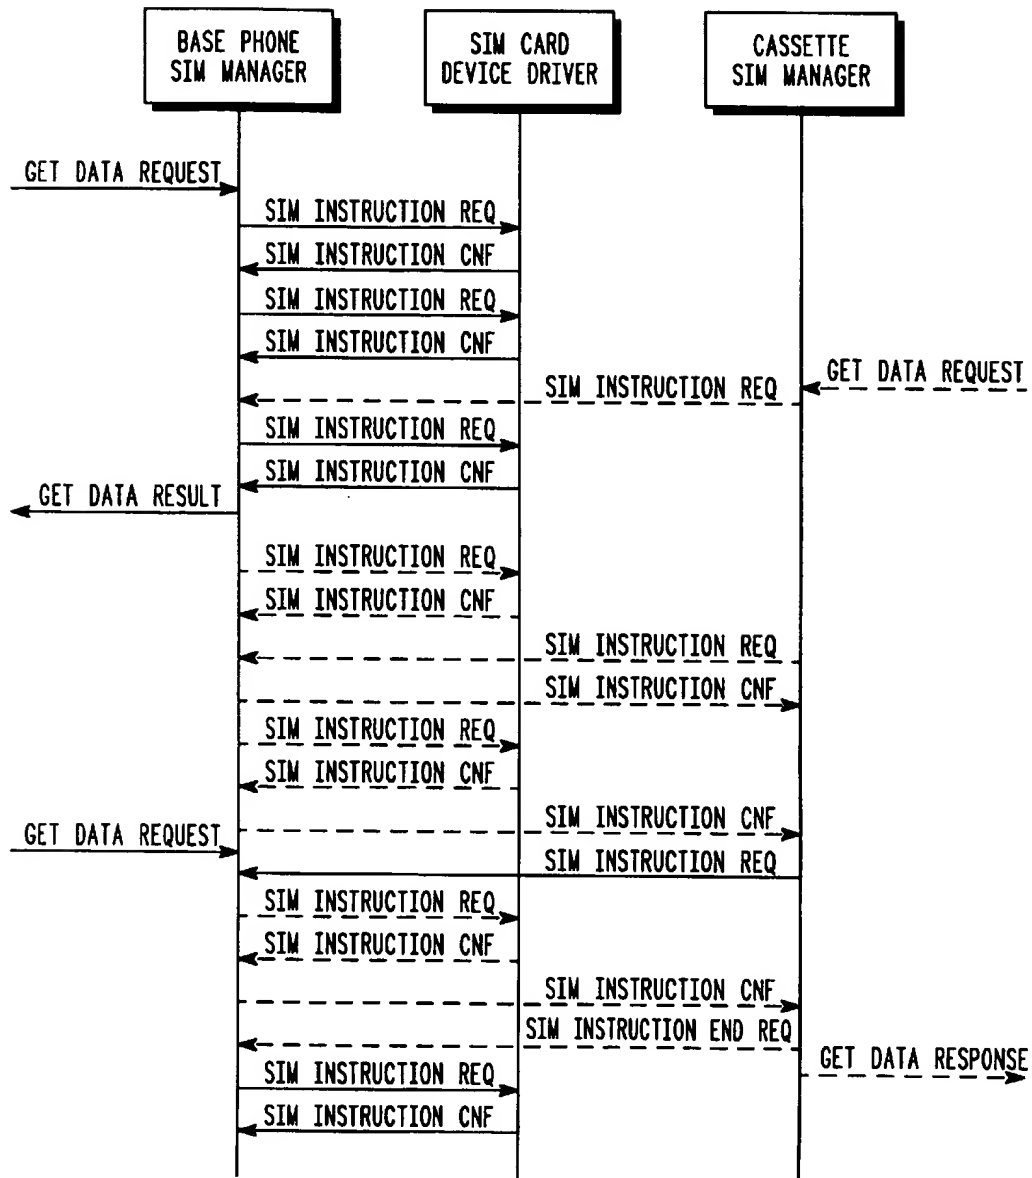 BASE PHONE
SIM MANAGER
SIM CARD
DEVICE DRIVER
CASSETTE
SIM MANAGER
GET DATA REQUEST
SIM INSTRUCTION REQ
SIM INSTRUCTION CNF
SIM INSTRUCTION REQ
SIM INSTRUCTION CNF
GET DATA REQUEST
SIM INSTRUCTION REQ
SIM INSTRUCTION REQ
SIM INSTRUCTION CNF
GET DATA RESULT
SIM INSTRUCTION REQ
SIM INSTRUCTION CNF
SIM INSTRUCTION REQ
SIM INSTRUCTION CNF
SIM INSTRUCTION REQ
SIM INSTRUCTION CNF
SIM INSTRUCTION CNF
GET DATA REQUEST
SIM INSTRUCTION REQ
SIM INSTRUCTION REQ
SIM INSTRUCTION CNF
SIM INSTRUCTION CNF
SIM INSTRUCTION END REQ
GET DATA RESPONSE
SIM INSTRUCTION REQ
SIM INSTRUCTION CNF